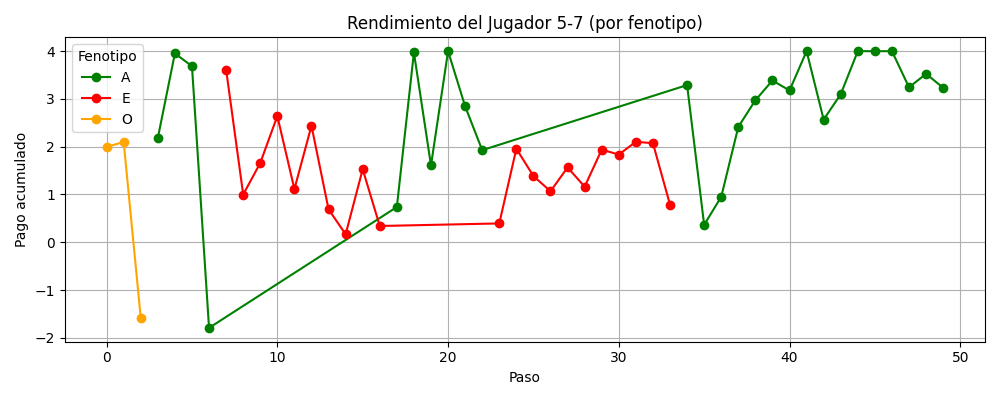 Rendimiento del Jugador 5-7 (por fenotipo)
Fenotipo
A
E
O
Pago acumulado
4
3
2
1
0
−1
−2
0 10 20 30 40 50
Paso